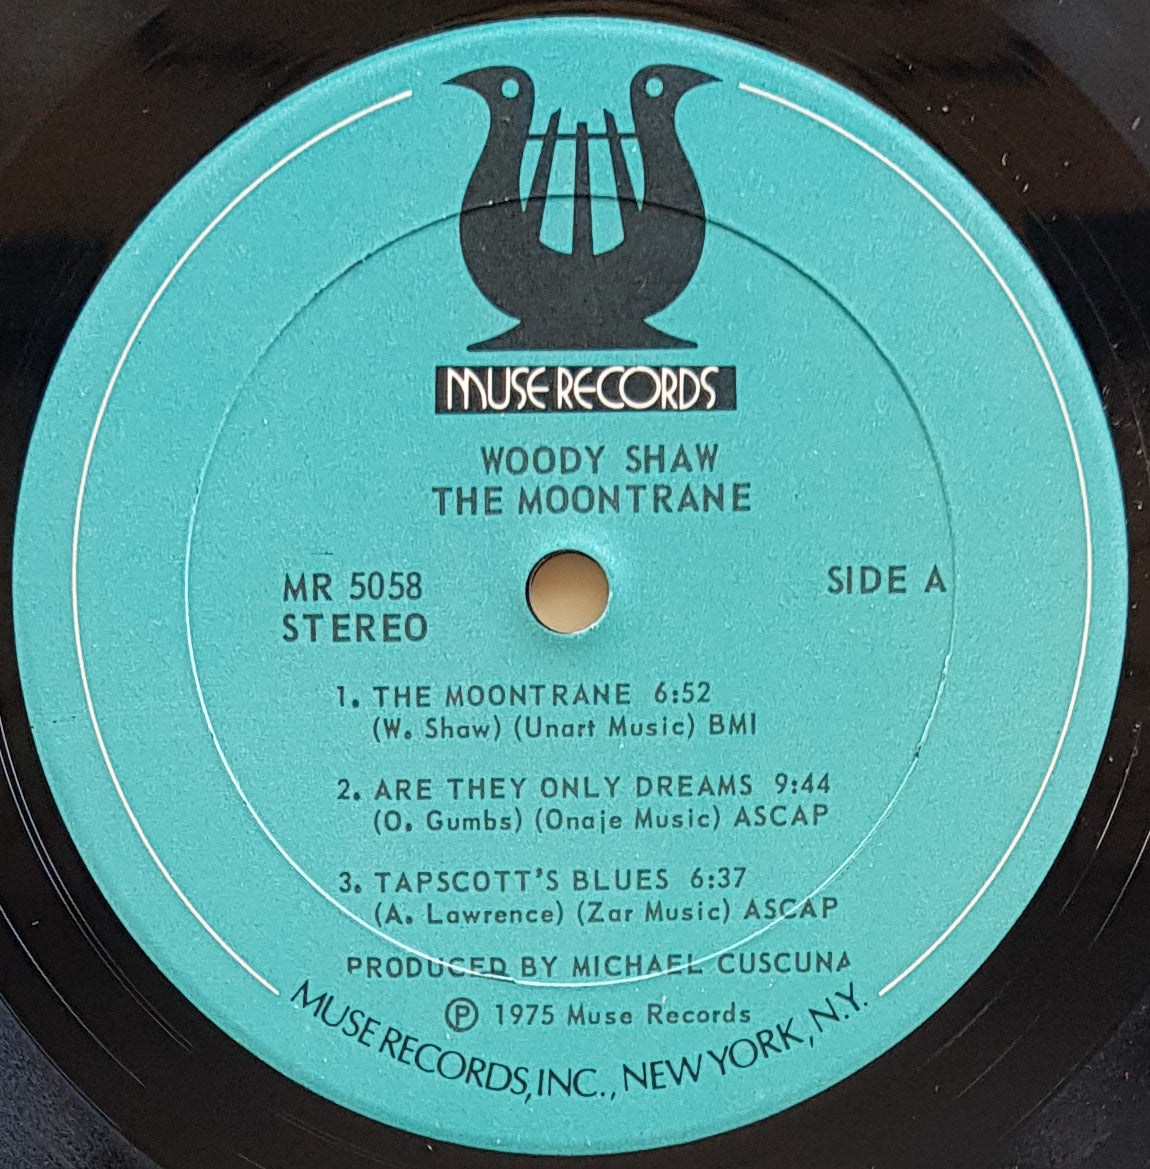 MUSE RECORDS
WOODY SHAW
THE MOONTRANE
MR 5058
STEREO
SIDE A
1. THE MOONTRANE 6:52
(W. Shaw) (Unart Music) BMI
2. ARE THEY ONLY DREAMS 9:44
(O. Gumbs) (Onaje Music) ASCAP
3. TAPSCOTT'S BLUES 6:37
(A. Lawrence) (Zar Music) ASCAP
PRODUCED BY MICHAEL CUSCUNA
℗ 1975 Muse Records
MUSE RECORDS, INC., NEW YORK, N.Y.